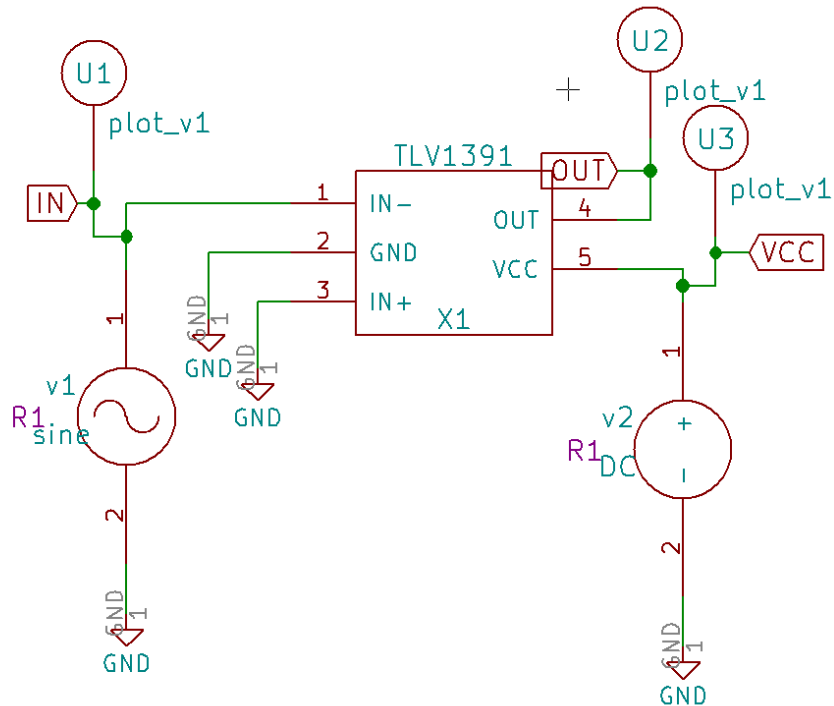 U1
plot_v1
U2
plot_v1
U3
plot_v1
IN
TLV1391
OUT
VCC
1
IN-
2
GND
3
IN+
OUT
4
VCC
5
X1
GND
1
GND
GND
1
GND
1
v1
R1
sine
2
GND
1
GND
1
v2
R1
DC
+
-
2
GND
1
GND